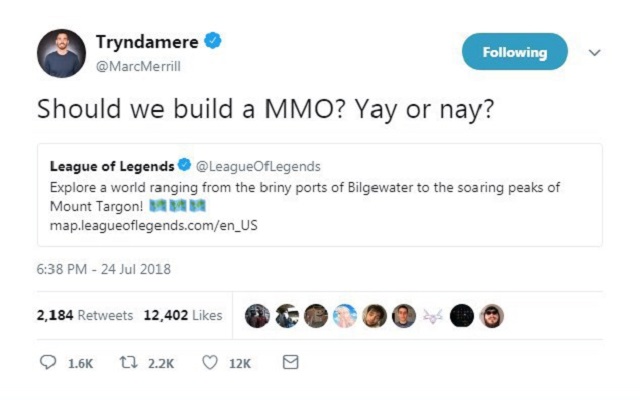 Tryndamere
@MarcMerrill
Following
Should we build a MMO? Yay or nay?
League of Legends @LeagueOfLegends
Explore a world ranging from the briny ports of Bilgewater to the soaring peaks of
Mount Targon!
map.leagueoflegends.com/en_US
6:38 PM - 24 Jul 2018
2,184 Retweets 12,402 Likes
1.6K 2.2K 12K